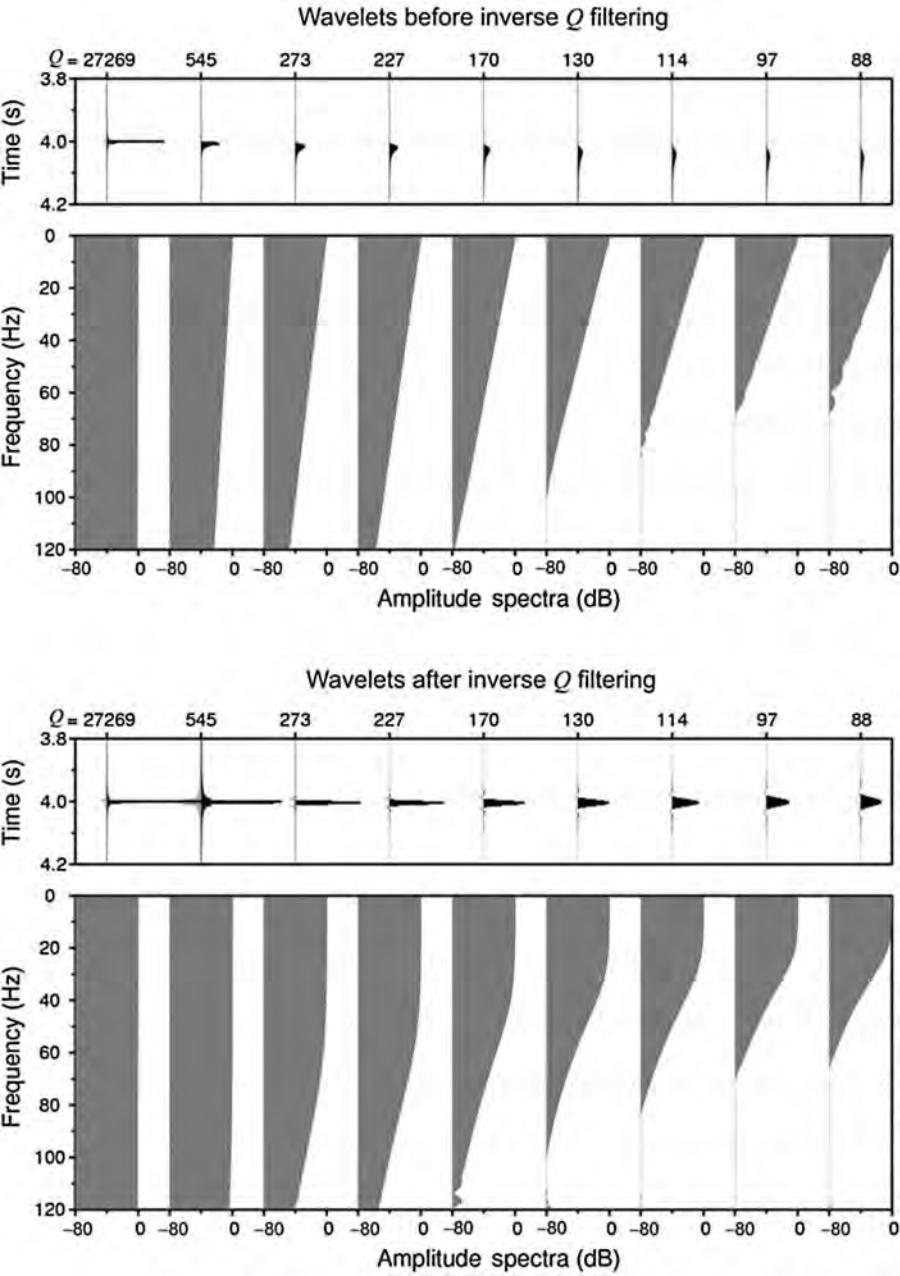 Wavelets before inverse Q filtering
Q = 27269 545 273 227 170 130 114 97 88
3.8
Time (s)
4.0
4.2
0
20
40
Frequency (Hz)
60
80
100
120
−80 0 −80 0 −80 0 −80 0 −80 0 −80 0 −80 0 −80 0 −80 0
Amplitude spectra (dB)
Wavelets after inverse Q filtering
Q = 27269 545 273 227 170 130 114 97 88
3.8
Time (s)
4.0
4.2
0
20
40
Frequency (Hz)
60
80
100
120
−80 0 −80 0 −80 0 −80 0 −80 0 −80 0 −80 0 −80 0 −80 0
Amplitude spectra (dB)